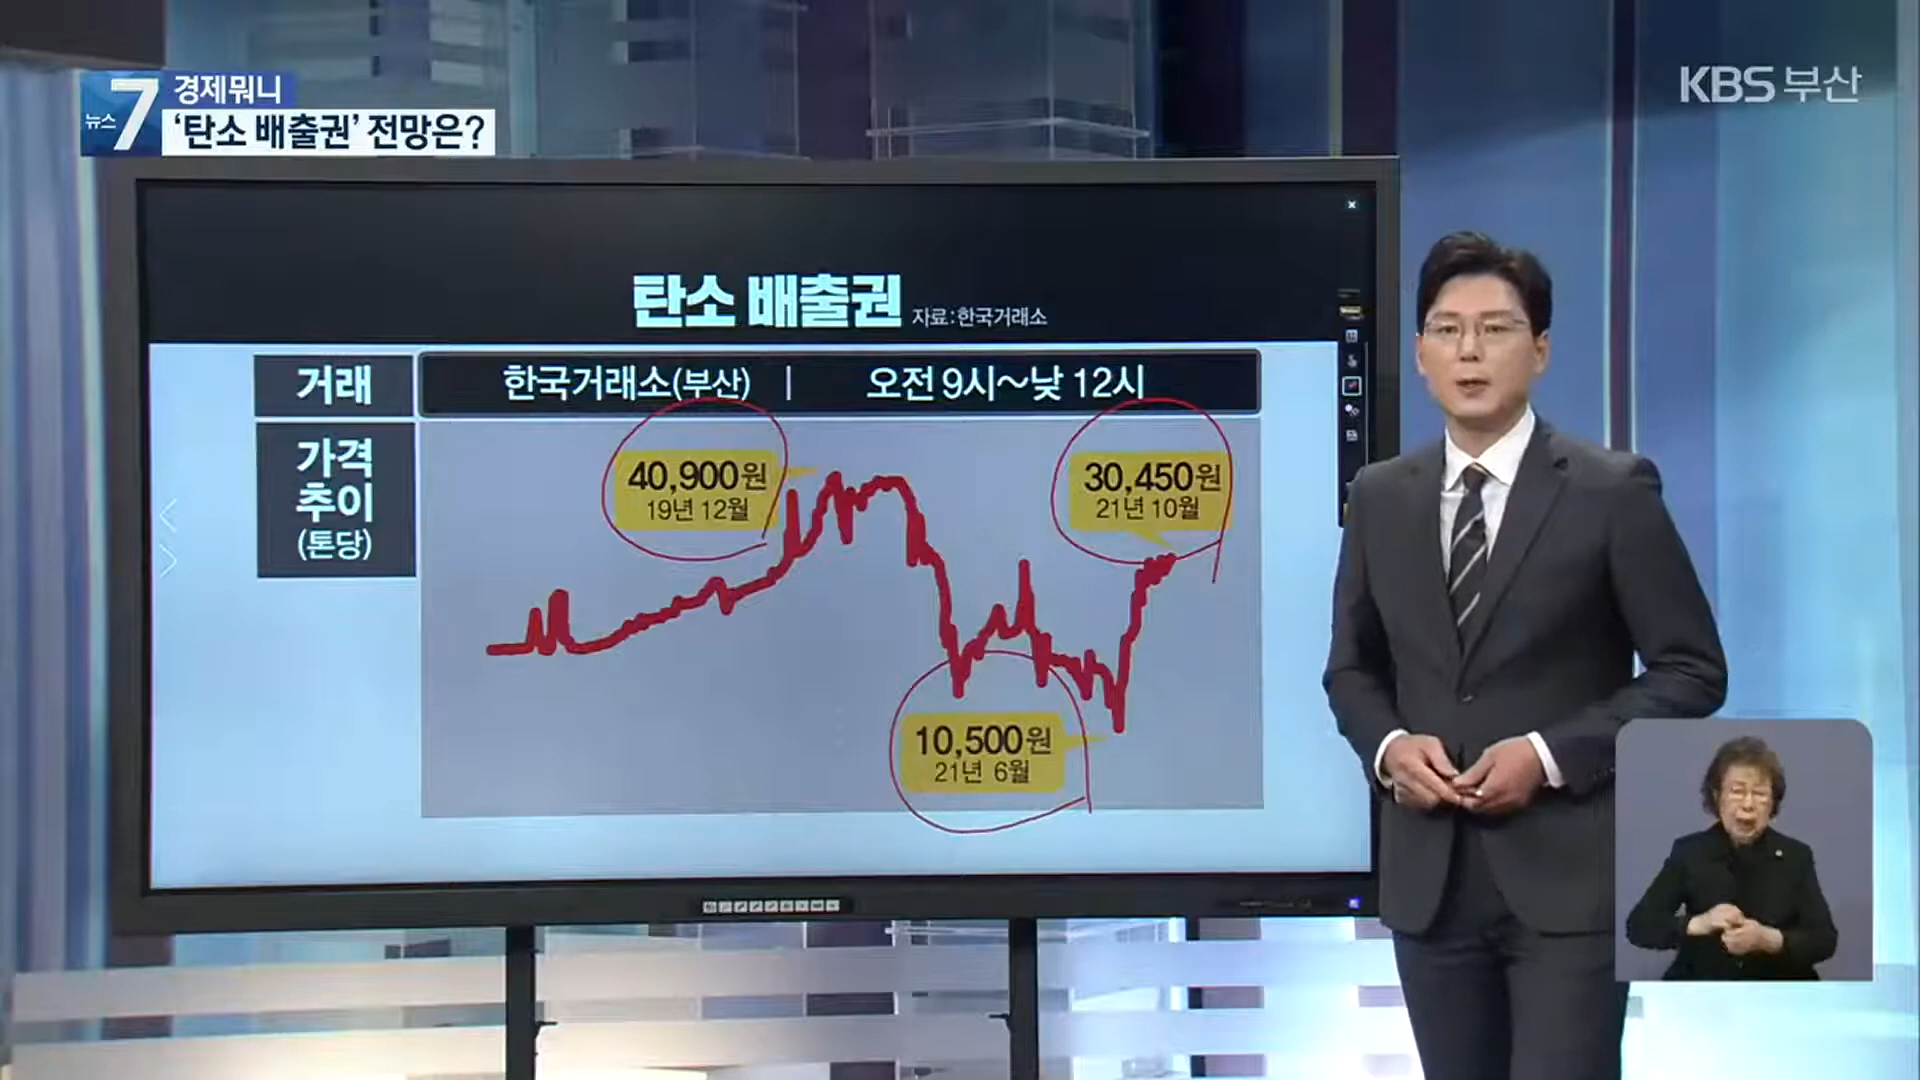 경제뭐니
뉴스 7
‘탄소 배출권’ 전망은?
KBS 부산
탄소 배출권 자료:한국거래소
거래
한국거래소(부산) | 오전 9시~낮 12시
가격
추이
(톤당)
40,900원
19년 12월
30,450원
21년 10월
10,500원
21년 6월